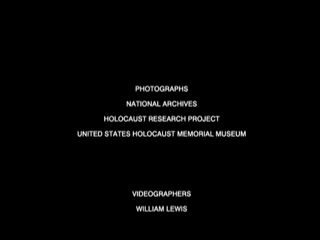 PHOTOGRAPHS
NATIONAL ARCHIVES
HOLOCAUST RESEARCH PROJECT
UNITED STATES HOLOCAUST MEMORIAL MUSEUM
VIDEOGRAPHERS
WILLIAM LEWIS